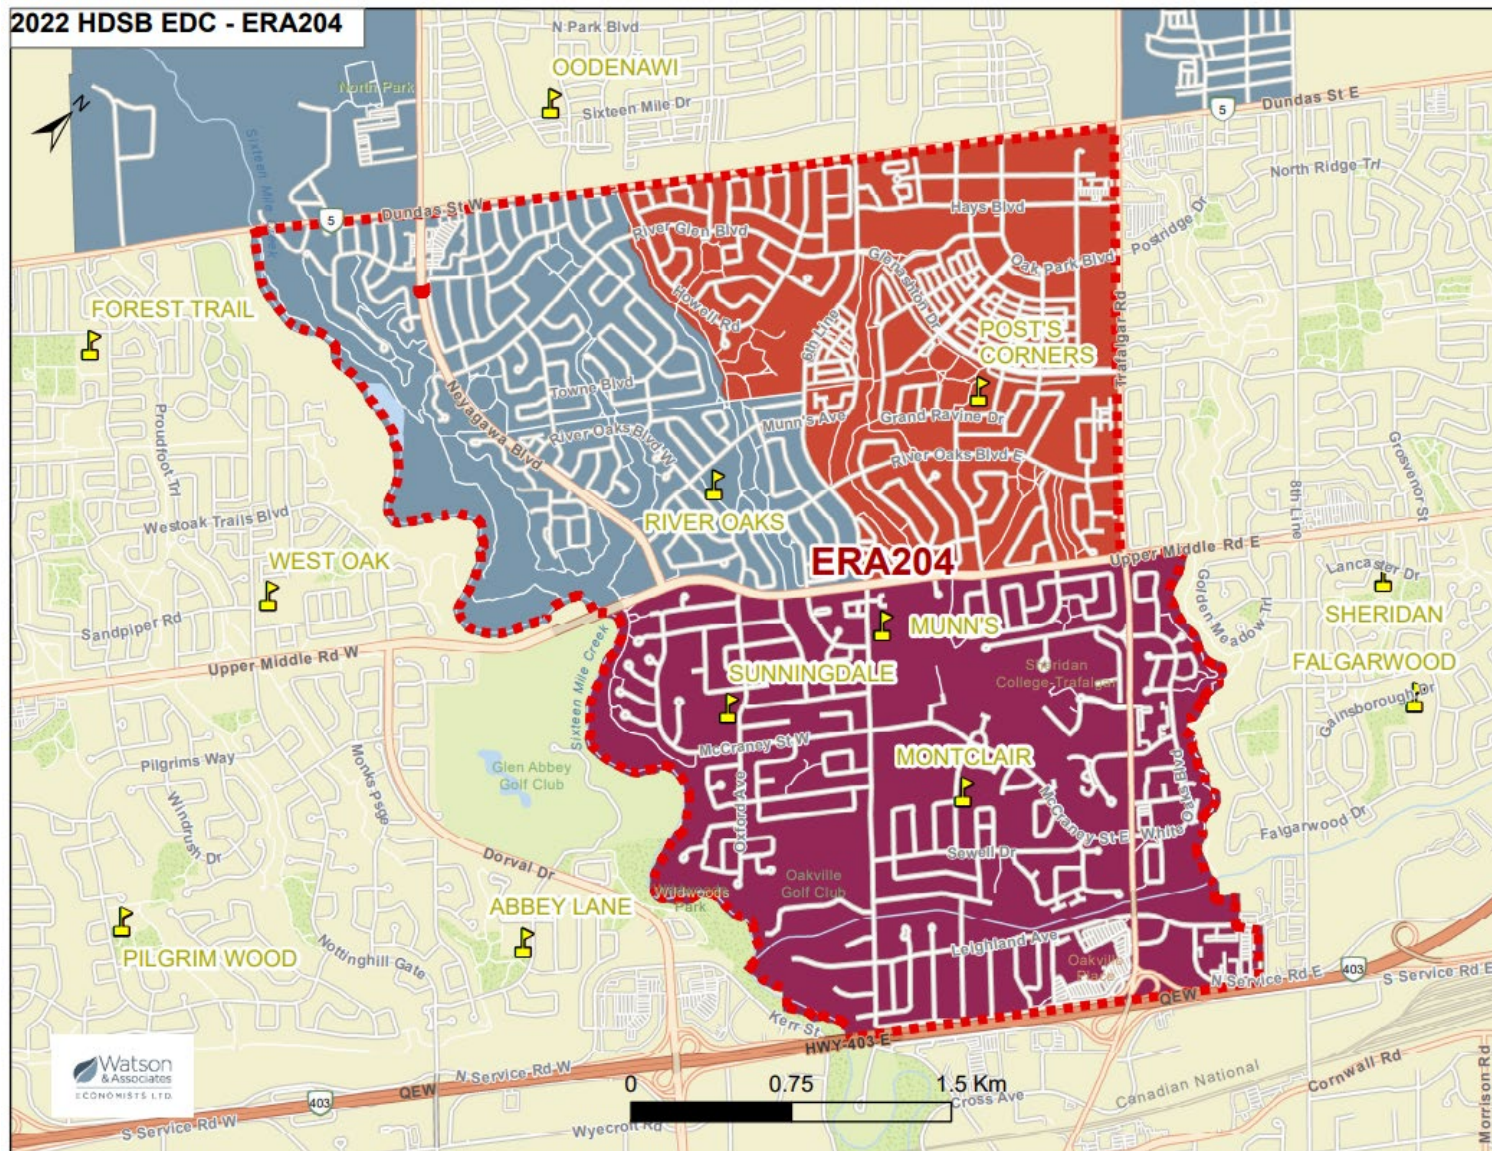 2022 HDSB EDC - ERA204
N Park Blvd
OODENAWI
North Park
N
Sixteen Mile Dr
5
Dundas St E
North Ridge Trl
Sixteen Mile Creek
5
Dundas St W
Hays Blvd
River Glen Blvd
Postridge Dr
Glenashton Dr
Oak Park Blvd
FOREST TRAIL
Howell Rd
6th Line
POST'S
CORNERS
Trafalgar Rd
Neyagawa Blvd
Towne Blvd
Munn's Ave
Grand Ravine Dr
Proudfoot Trl
River Oaks Blvd W
River Oaks Blvd E
Grosvenor St
8th Line
Westoak Trails Blvd
RIVER OAKS
WEST OAK
ERA204
Upper Middle Rd E
Lancaster Dr
Golden Meadow Trl
SHERIDAN
Sandpiper Rd
MUNN'S
Upper Middle Rd W
Sixteen Mile Creek
SUNNINGDALE
Sheridan
College-Trafalgar
FALGARWOOD
Gainsborough Dr
McCraney St W
MONTCLAIR
Pilgrims Way
Monks Psge
Glen Abbey
Golf Club
Windrush Dr
Oxford Ave
McCraney St E
White Oaks Blvd
Falgarwood Dr
Dorval Dr
Sewell Dr
Oakville
Golf Club
Wildwoods
Park
ABBEY LANE
PILGRIM WOOD
Nottinghill Gate
Leighland Ave
Oakville
Place
N Service Rd E
403
S Service Rd E
QEW
Kerr St
HWY-403 E
Watson
& Associates
ECONOMISTS LTD.
N Service Rd W
QEW
403
S Service Rd W
0 0.75 1.5 Km
Cross Ave
Wyecroft Rd
Canadian National
Cornwall Rd
Morrison Rd